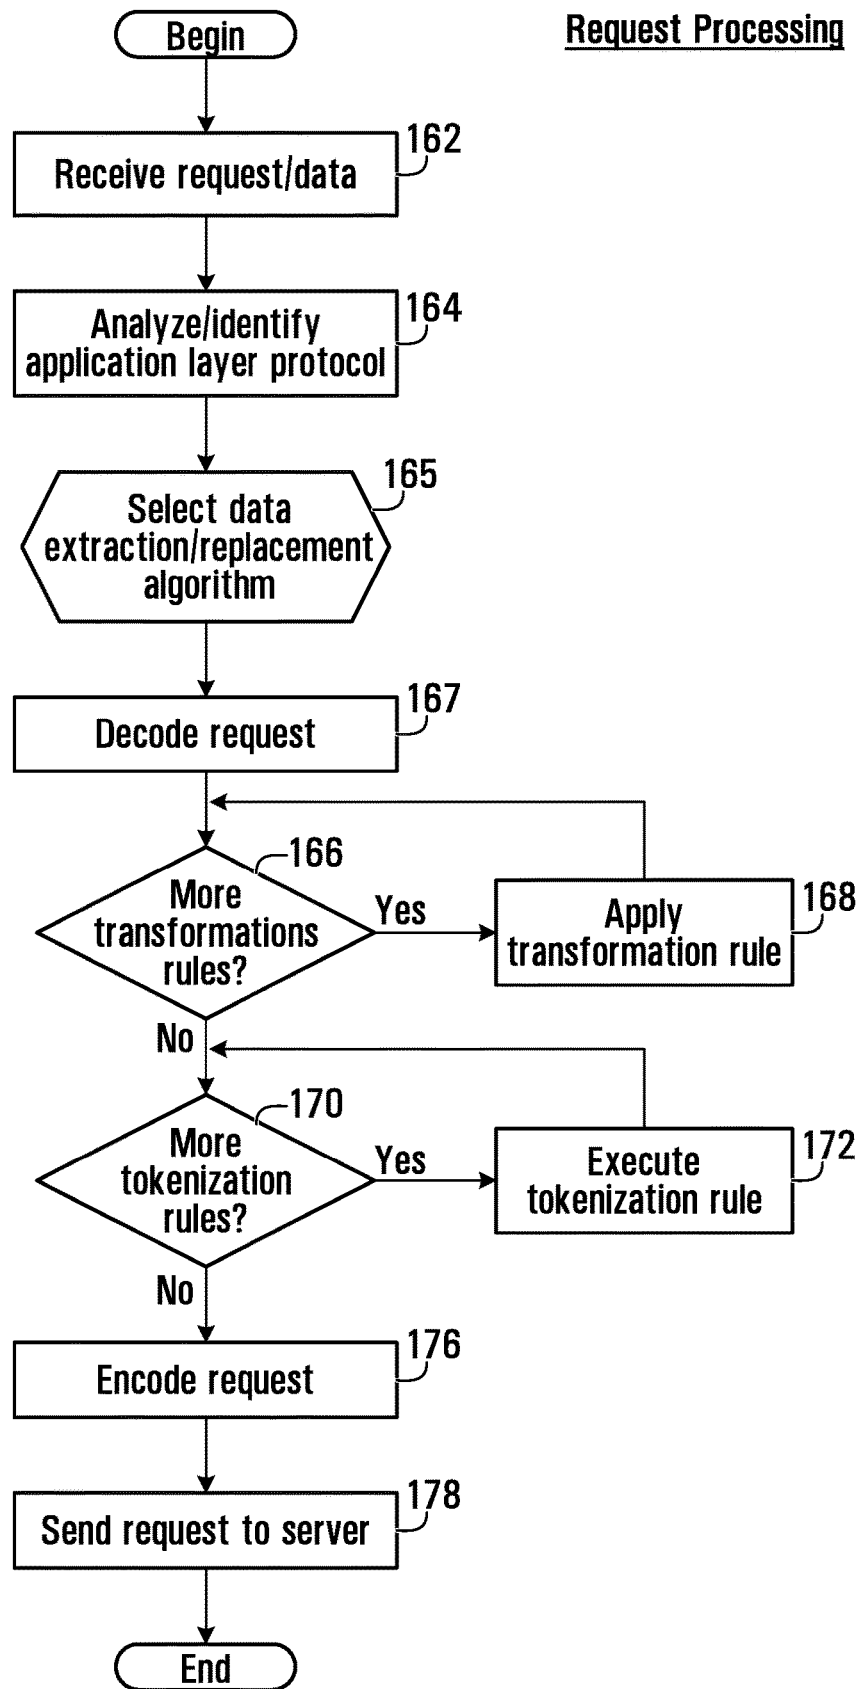 Begin
Request Processing
162
Receive request/data
164
Analyze/identify
application layer protocol
165
Select data
extraction/replacement
algorithm
167
Decode request
166
More
transformations
rules?
Yes
168
Apply
transformation rule
No
170
More
tokenization
rules?
Yes
172
Execute
tokenization rule
No
176
Encode request
178
Send request to server
End